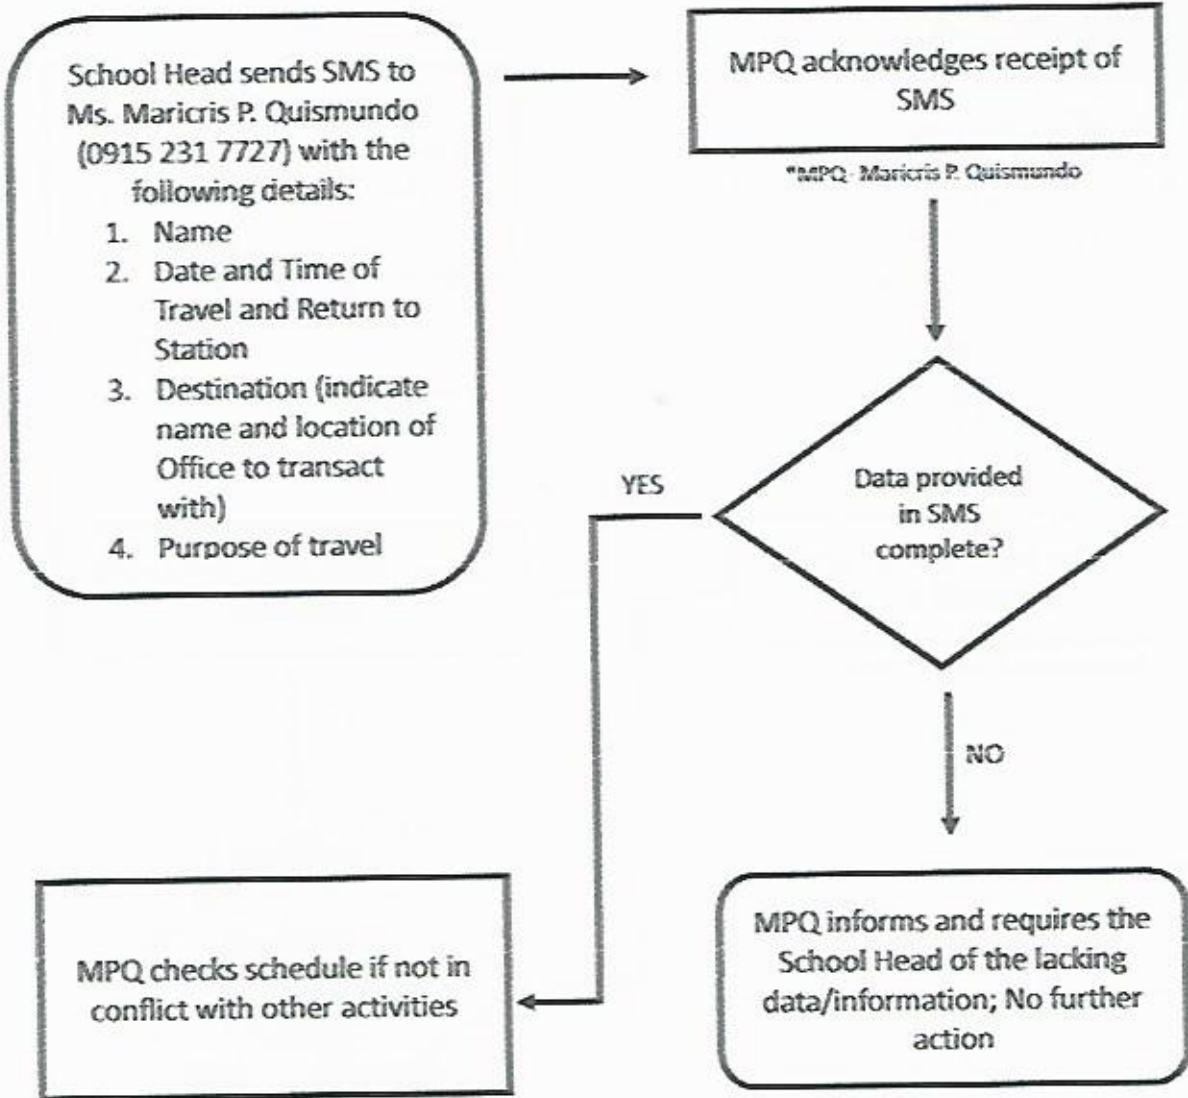 School Head sends SMS to
Ms. Maricris P. Quismundo
(0915 231 7727) with the
following details:
1. Name
2. Date and Time of
Travel and Return to
Station
3. Destination (indicate
name and location of
Office to transact
with)
4. Purpose of travel
MPQ acknowledges receipt of
SMS
*MPQ- Maricris P. Quismundo
Data provided
in SMS
complete?
YES
NO
MPQ checks schedule if not in
conflict with other activities
MPQ informs and requires the
School Head of the lacking
data/information; No further
action